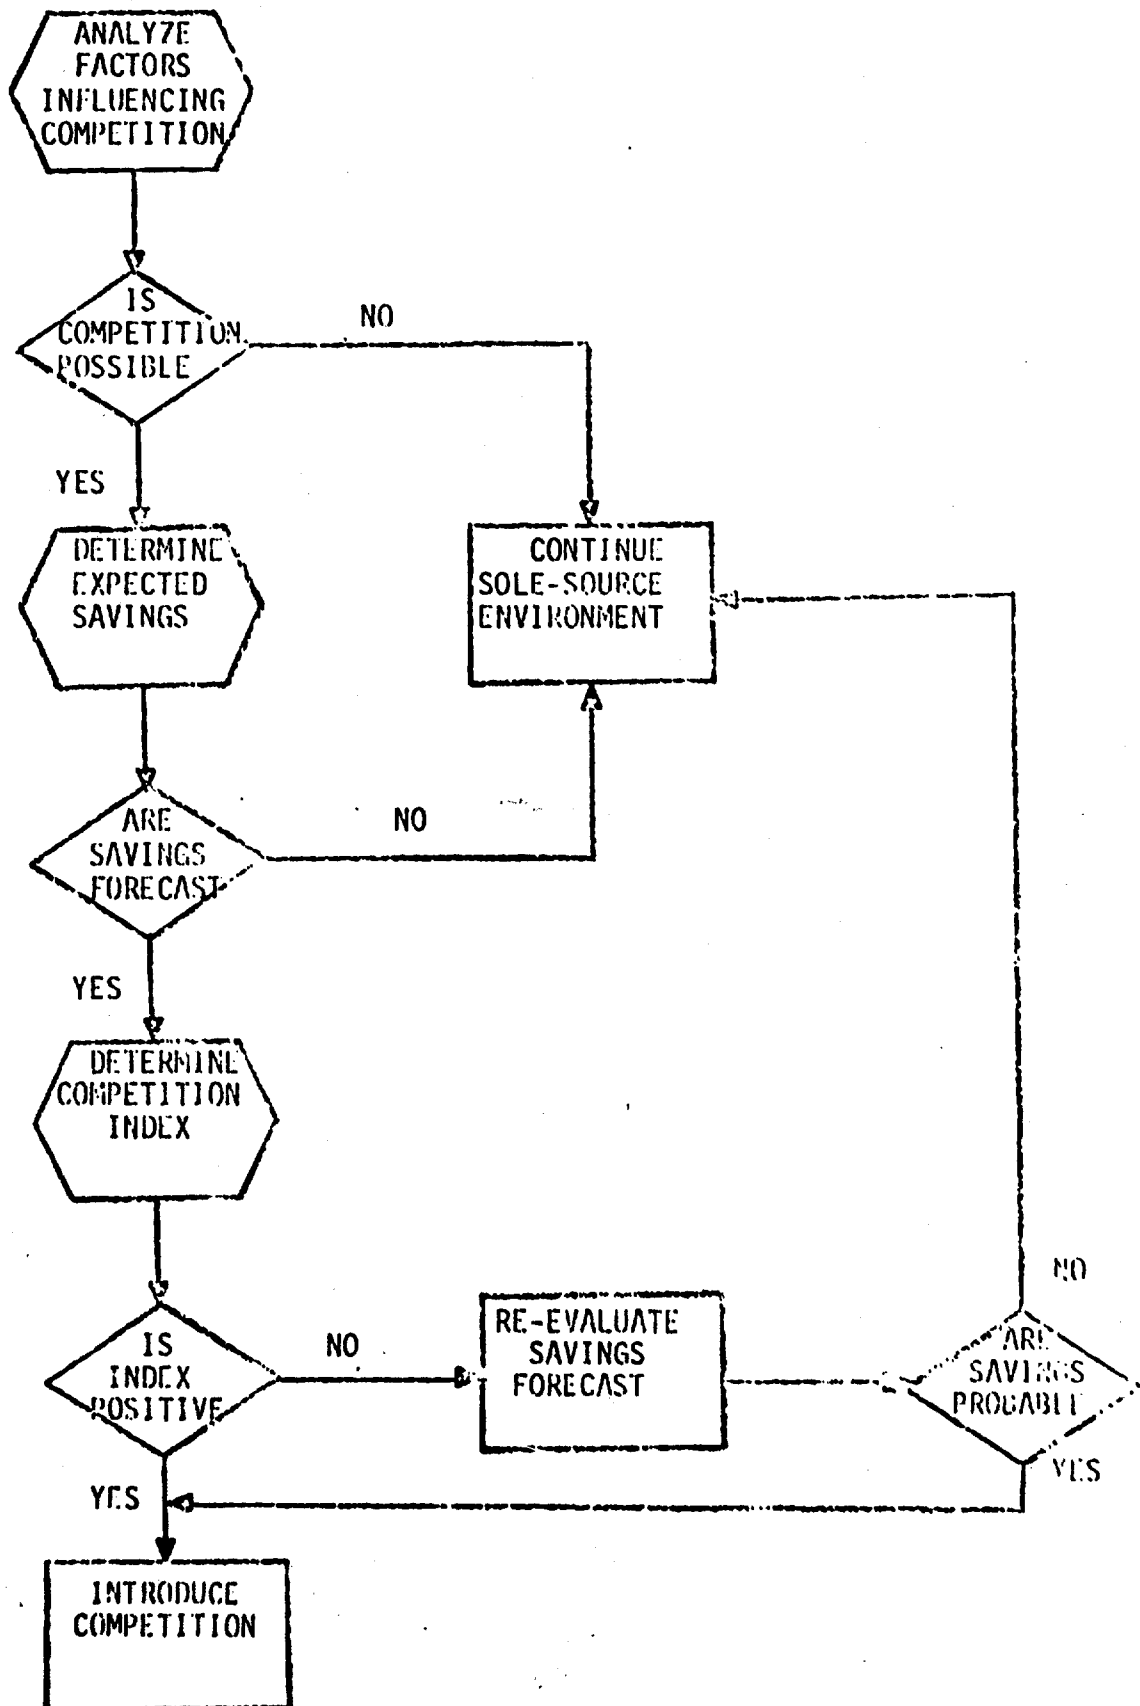 ANALYZE
FACTORS
INFLUENCING
COMPETITION
IS
COMPETITION
POSSIBLE
NO
YES
DETERMINE
EXPECTED
SAVINGS
CONTINUE
SOLE-SOURCE
ENVIRONMENT
ARE
SAVINGS
FORECAST
NO
YES
DETERMINE
COMPETITION
INDEX
IS
INDEX
POSITIVE
NO
RE-EVALUATE
SAVINGS
FORECAST
ARE
SAVINGS
PROBABLE
NO
YES
YES
INTRODUCE
COMPETITION